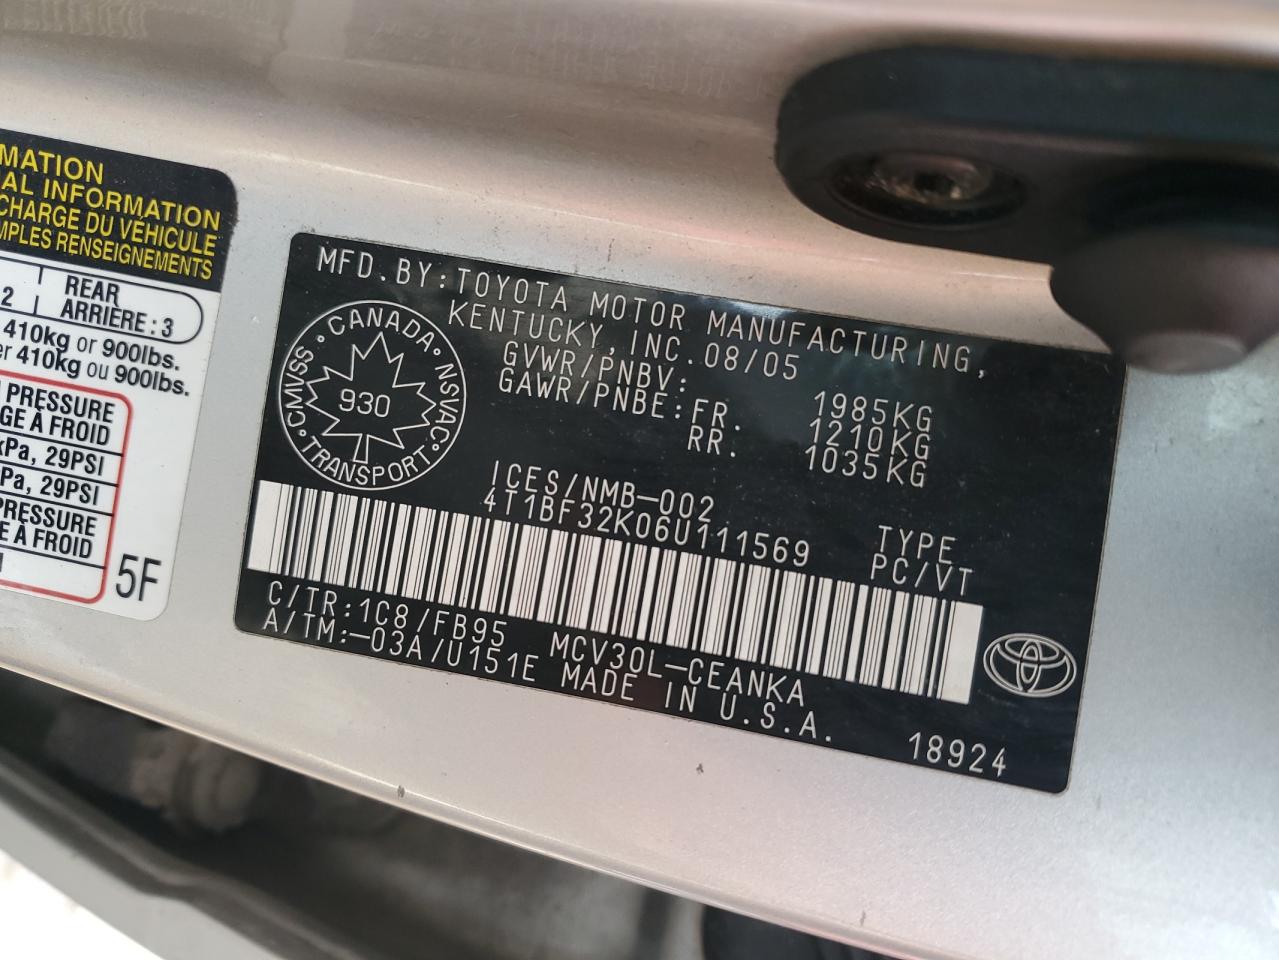 MATION
AL INFORMATION
CHARGE DU VÉHICULE
MPLES RENSEIGNEMENTS
2 REAR ARRIÈRE : 3
410kg or 900lbs.
er 410kg ou 900lbs.
PRESSURE
GE À FROID
kPa, 29PSI
Pa, 29PSI
PRESSURE
E À FROID
5F
MFD. BY: TOYOTA MOTOR MANUFACTURING,
KENTUCKY, INC. 08/05
GVWR/PNBV: 1985KG
GAWR/PNBE: FR. 1210KG
RR. 1035KG
CANADA · NSVAC · TRANSPORT · CMVSS ·
930
ICES/NMB-002
4T1BF32K06U111569
TYPE
PC/VT
C/TR: 1C8/FB95 MCV30L-CEANKA
A/TM:-03A/U151E MADE IN U.S.A.
18924